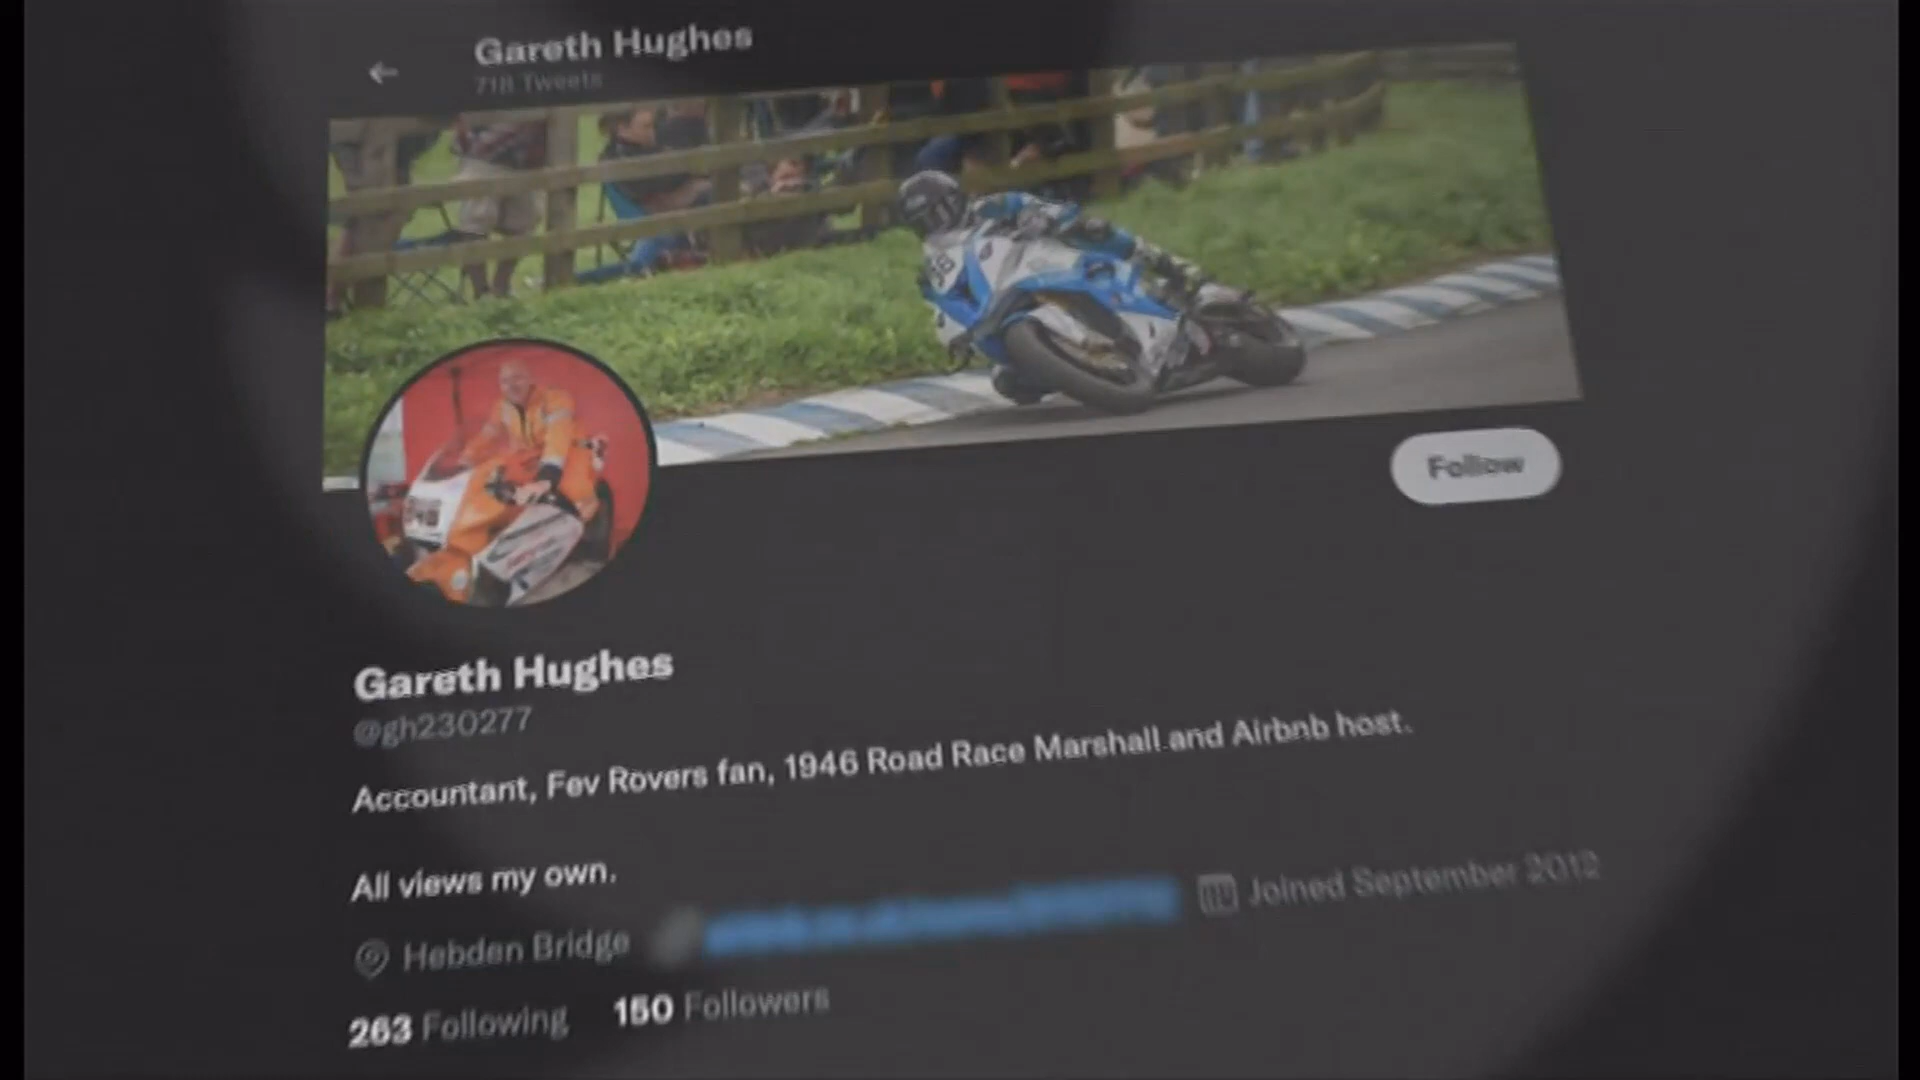 Gareth Hughes
718 Tweets
Follow
Gareth Hughes
@gh230277
Accountant, Fev Rovers fan, 1946 Road Race Marshall and Airbnb host.
All views my own.
Hebden Bridge
Joined September 2012
263 Following 150 Followers